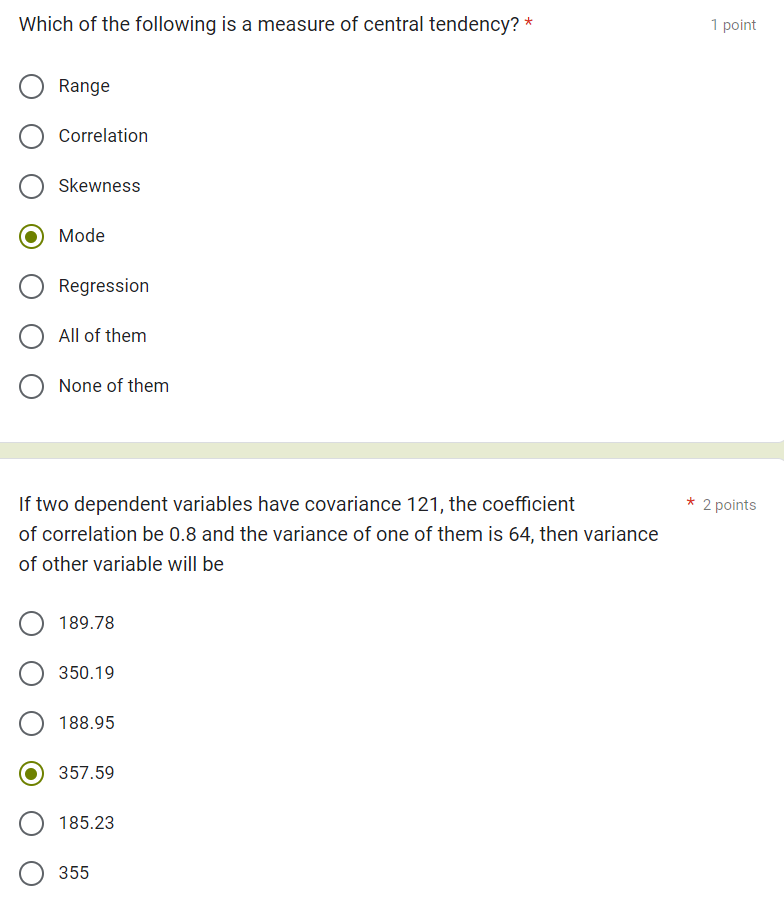 Which of the following is a measure of central tendency? *
1 point
Range
Correlation
Skewness
Mode
Regression
All of them
None of them
If two dependent variables have covariance 121, the coefficient
of correlation be 0.8 and the variance of one of them is 64, then variance
of other variable will be
* 2 points
189.78
350.19
188.95
357.59
185.23
355